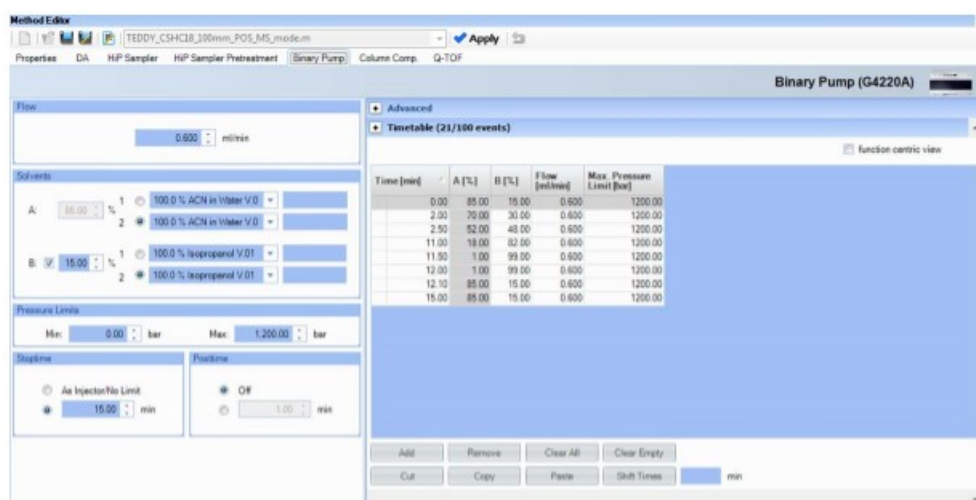 Method Editor
TEDDY_CSHC18_100mm_POS_MS_mode.m
Apply
Properties DA HiP Sampler HiP Sampler Pretreatment Binary Pump Column Comp. Q-TOF
Binary Pump (G4220A)
Flow
0.600 ml/min
Solvents
A: 85.00 % 1 100.0 % ACN in Water V.0
2 100.0 % ACN in Water V.0
B: 15.00 % 1 100.0 % Isopropanol V.01
2 100.0 % Isopropanol V.01
Pressure Limits
Min: 0.00 bar Max: 1,200.00 bar
Stoptime
As Injector/No Limit
15.00 min
Posttime
Off
1.00 min
Advanced
Timetable (21/100 events)
function centric view
Time [min] A [%] B [%] Flow [ml/min] Max. Pressure Limit [bar]
0.00 85.00 15.00 0.600 1200.00
2.00 70.00 30.00 0.600 1200.00
2.50 52.00 48.00 0.600 1200.00
11.00 18.00 82.00 0.600 1200.00
11.50 1.00 99.00 0.600 1200.00
12.00 1.00 99.00 0.600 1200.00
12.10 85.00 15.00 0.600 1200.00
15.00 85.00 15.00 0.600 1200.00
Add Remove Clear All Clear Empty
Cut Copy Paste Shift Times min